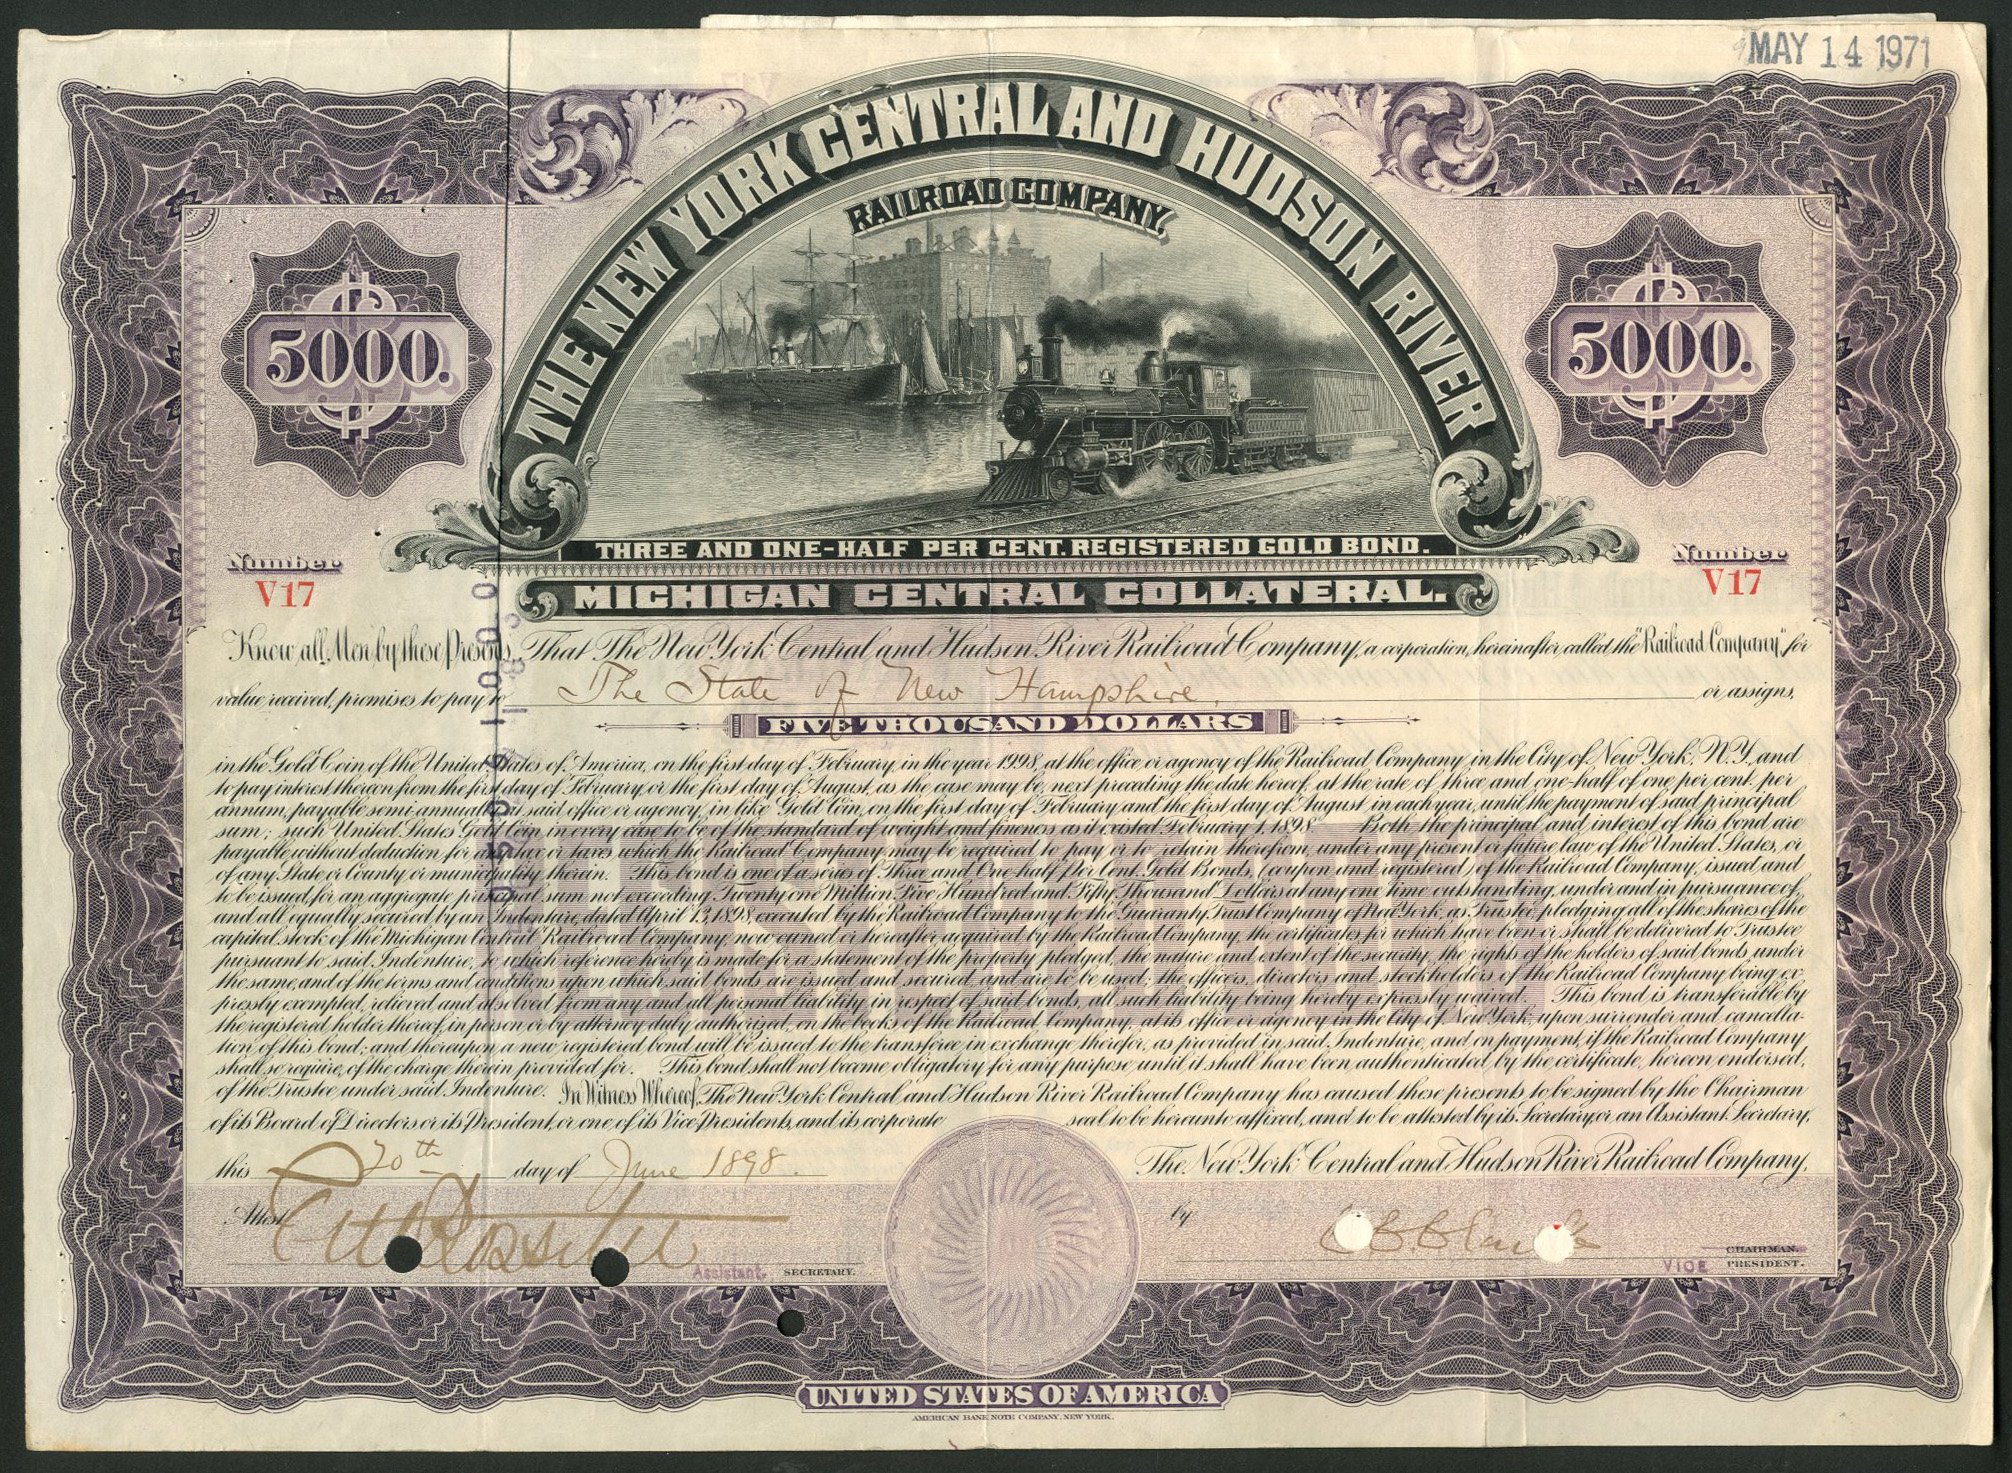 MAY 14 1971
THE NEW YORK CENTRAL AND HUDSON RIVER
RAILROAD COMPANY,
5000.
5000.
THREE AND ONE-HALF PER CENT. REGISTERED GOLD BOND.
Number
V17
Number
V17
MICHIGAN CENTRAL COLLATERAL.
Know all Men by these Presents, That The New York Central and Hudson River Railroad Company, a corporation, hereinafter called the "Railroad Company," for
value received, promises to pay to The State of New Hampshire, or assigns,
FIVE THOUSAND DOLLARS
in the Gold Coin of the United States of America, on the first day of February, in the year 1998, at the office or agency of the Railroad Company, in the City of New York, N.Y., and
to pay interest thereon from the first day of February, or the first day of August, as the case may be, next preceding the date hereof, at the rate of three and one-half of one per cent. per
annum, payable semi-annually at said office or agency, in like Gold Coin, on the first day of February and the first day of August in each year, until the payment of said principal
sum; such United States Gold Coin in every case to be of the standard of weight and fineness as it existed February 1, 1898. Both the principal and interest of this bond are
payable without deduction for any tax or taxes which the Railroad Company may be required to pay or to retain therefrom, under any present or future law of the United States, or
of any State or County or municipality therein. This bond is one of a series of Three and One-half Per Cent. Gold Bonds, (coupon and registered) of the Railroad Company, issued and
to be issued, for an aggregate principal sum not exceeding Twenty one Million Five Hundred and Fifty Thousand Dollars at any one time outstanding, under and in pursuance of,
and all equally secured by an Indenture, dated April 13, 1898, executed by the Railroad Company to the Guaranty Trust Company of New York, as Trustee, pledging all of the shares of the
capital stock of the Michigan Central Railroad Company, now owned or hereafter acquired by the Railroad Company, the certificates for which have been or shall be delivered to Trustee
pursuant to said Indenture, to which reference hereby is made for a statement of the property pledged, the nature and extent of the security, the rights of the holders of said bonds under
the same, and of the terms and conditions upon which said bonds are issued and secured, and are to be used; the officers, directors and stockholders of the Railroad Company being ex-
pressly exempted, relieved and absolved from any and all personal liability in respect of said bonds, all such liability being hereby expressly waived. This bond is transferable by
the registered holder thereof, in person or by attorney duly authorized, on the books of the Railroad Company, at its office or agency in the City of New York, upon surrender and cancella-
tion of this bond; and thereupon a new registered bond will be issued to the transferee in exchange therefor, as provided in said Indenture, and on payment, if the Railroad Company
shall so require, of the charge therein provided for. This bond shall not become obligatory for any purpose until it shall have been authenticated by the certificate, hereon endorsed,
of the Trustee under said Indenture. In Witness Whereof, The New York Central and Hudson River Railroad Company has caused these presents to be signed by the Chairman
of its Board of Directors or its President, or one of its Vice-Presidents, and its corporate seal to be hereunto affixed, and to be attested by its Secretary, or an Assistant Secretary,
this 20th day of June 1898.
The New York Central and Hudson River Railroad Company,
Attest
Assistant. SECRETARY.
by
CHAIRMAN.
VICE PRESIDENT.
UNITED STATES OF AMERICA
AMERICAN BANK NOTE COMPANY, NEW YORK.